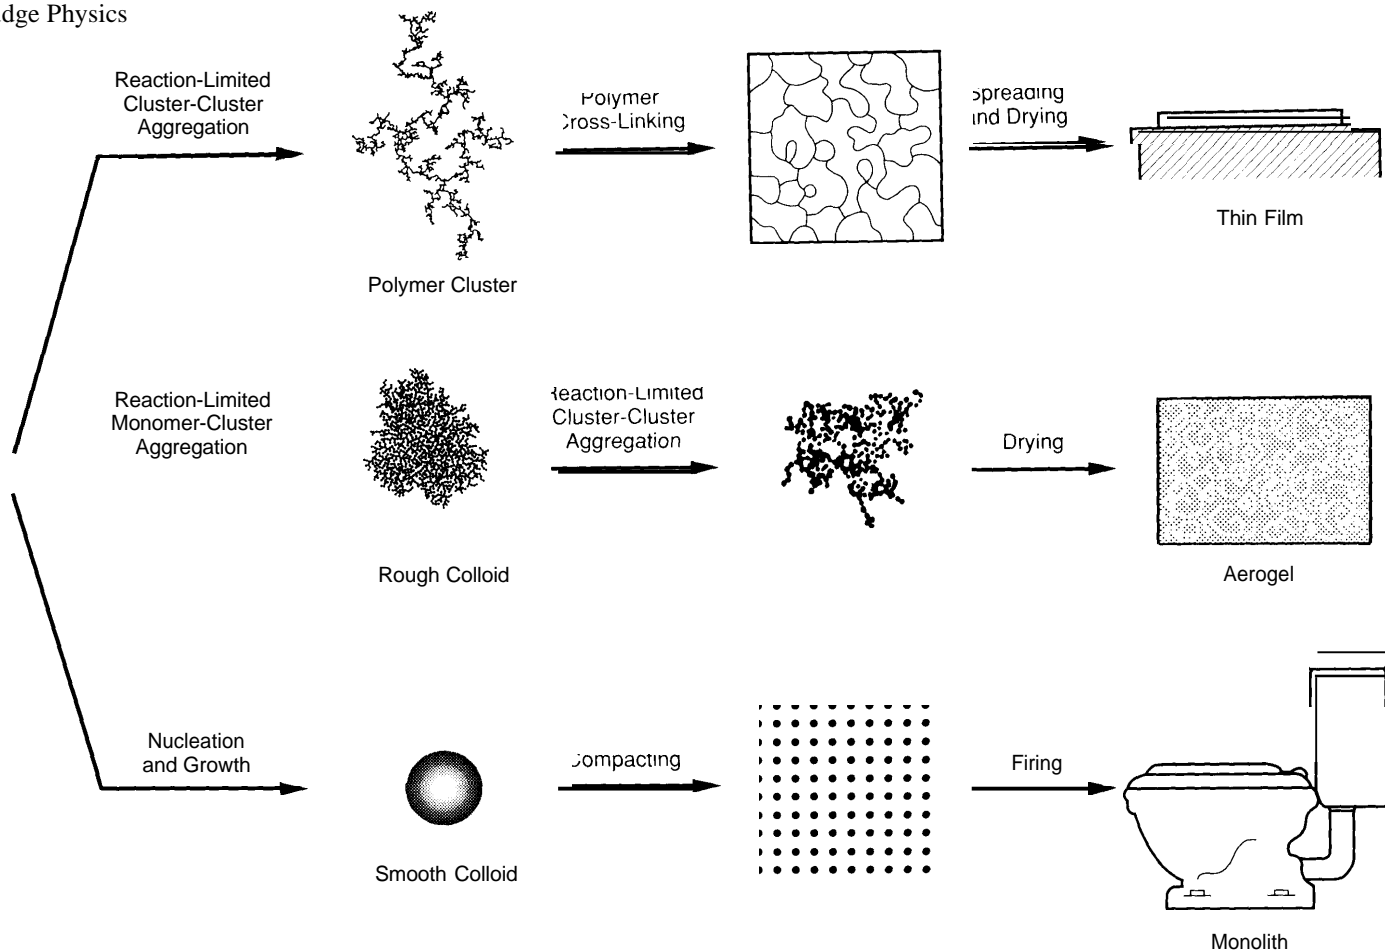 dge Physics
Reaction-Limited
Cluster-Cluster
Aggregation
Polymer Cluster
Polymer
Cross-Linking
Spreading
and Drying
Thin Film
Reaction-Limited
Monomer-Cluster
Aggregation
Rough Colloid
Reaction-Limited
Cluster-Cluster
Aggregation
Drying
Aerogel
Nucleation
and Growth
Smooth Colloid
Compacting
Firing
Monolith